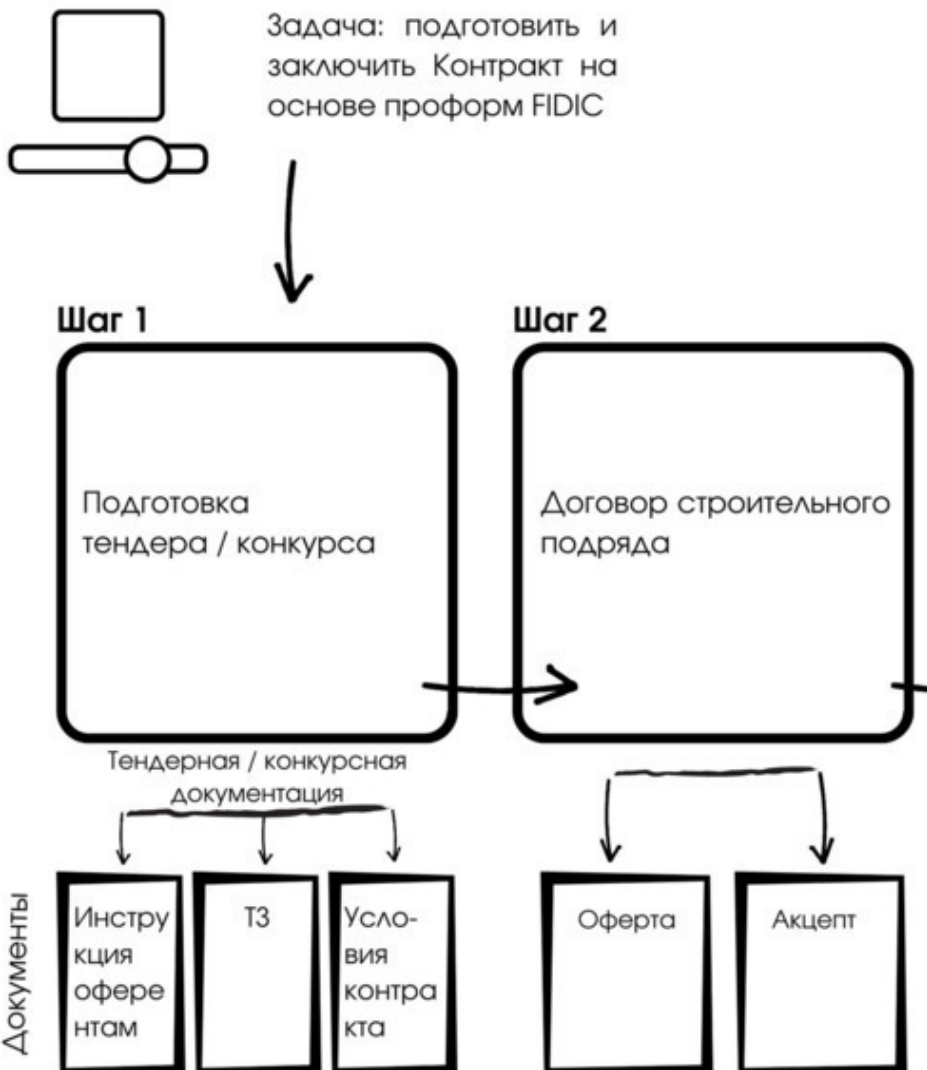 Задача: подготовить и
заключить Контракт на
основе проформ FIDIC
Шаг 1
Шаг 2
Подготовка
тендера / конкурса
Договор строительного
подряда
Тендерная / конкурсная
документация
Документы
Инстру
кция
офере
нтам
ТЗ
Усло-
вия
контра
кта
Оферта
Акцепт